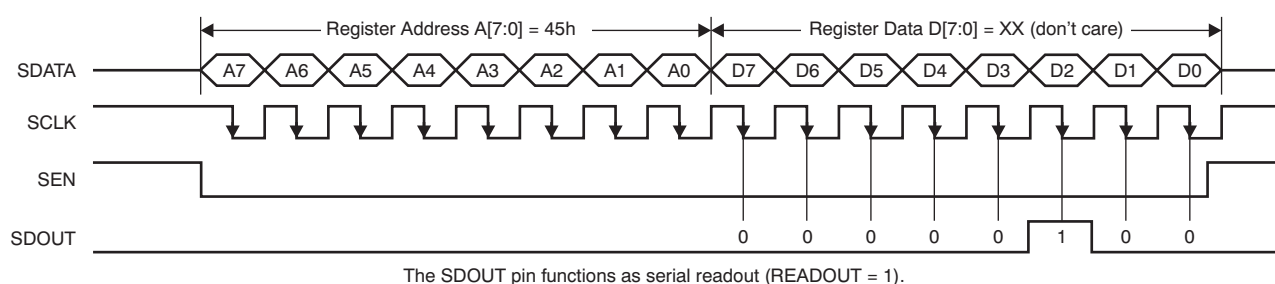 Register Address A[7:0] = 45h
Register Data D[7:0] = XX (don't care)
SDATA A7 A6 A5 A4 A3 A2 A1 A0 D7 D6 D5 D4 D3 D2 D1 D0
SCLK
SEN
SDOUT 0 0 0 0 0 1 0 0
The SDOUT pin functions as serial readout (READOUT = 1).